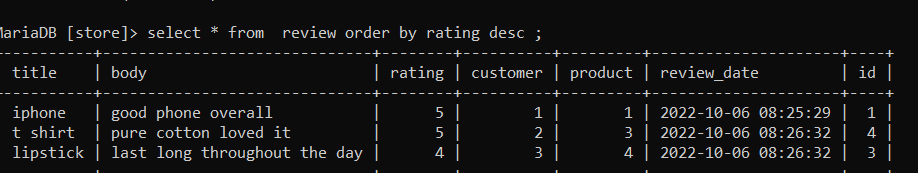 MariaDB [store]> select * from  review order by rating desc ;
title | body | rating | customer | product | review_date | id |
iphone | good phone overall | 5 | 1 | 1 | 2022-10-06 08:25:29 | 1 |
t shirt | pure cotton loved it | 5 | 2 | 3 | 2022-10-06 08:26:32 | 4 |
lipstick | last long throughout the day | 4 | 3 | 4 | 2022-10-06 08:26:32 | 3 |